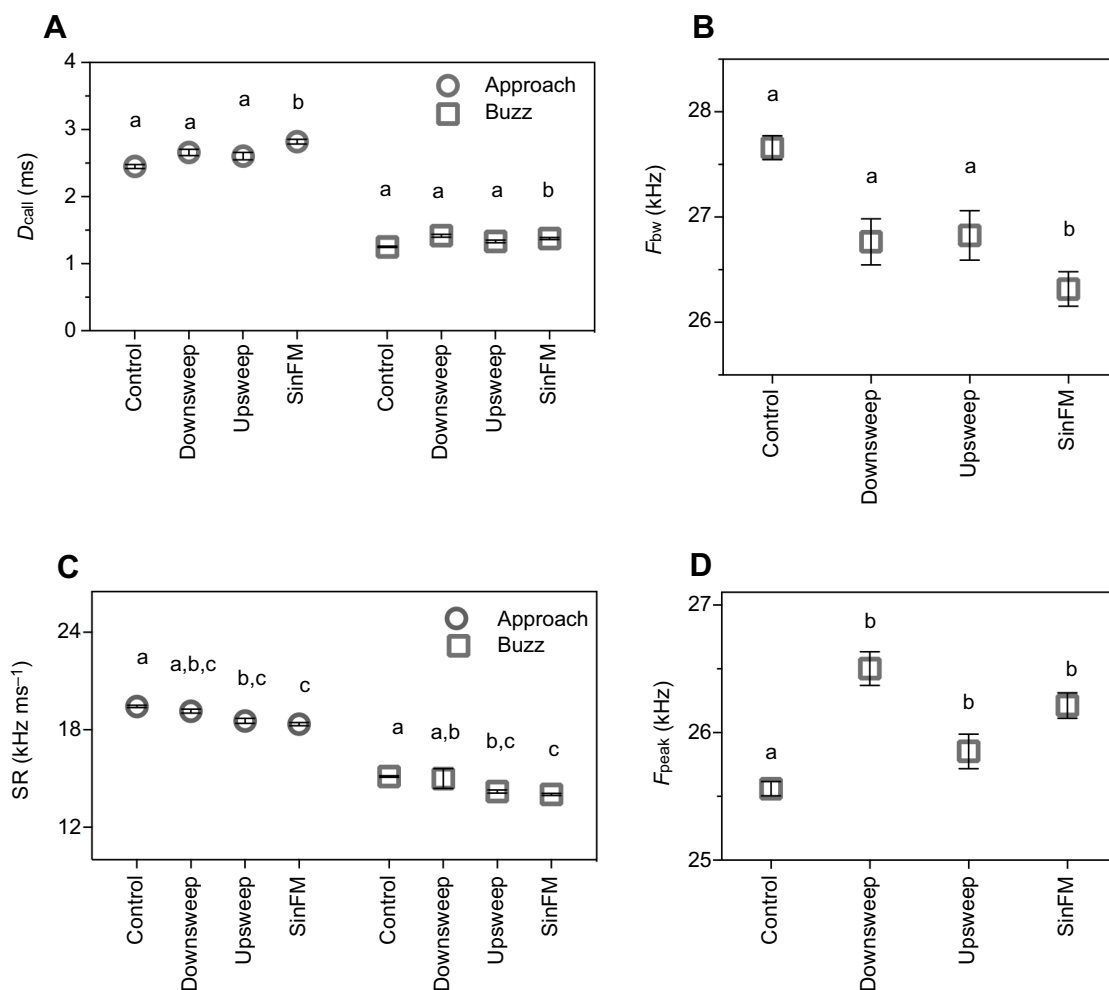 A
4
3
2
1
0
Dcall (ms)
Approach
Buzz
a
a
a
b
a
a
a
b
Control
Downsweep
Upsweep
SinFM
Control
Downsweep
Upsweep
SinFM
B
28
27
26
Fbw (kHz)
a
a
a
b
Control
Downsweep
Upsweep
SinFM
C
24
18
12
SR (kHz ms–1)
Approach
Buzz
a
a,b,c
b,c
c
a
a,b
b,c
c
Control
Downsweep
Upsweep
SinFM
Control
Downsweep
Upsweep
SinFM
D
27
26
25
Fpeak (kHz)
a
b
b
b
Control
Downsweep
Upsweep
SinFM